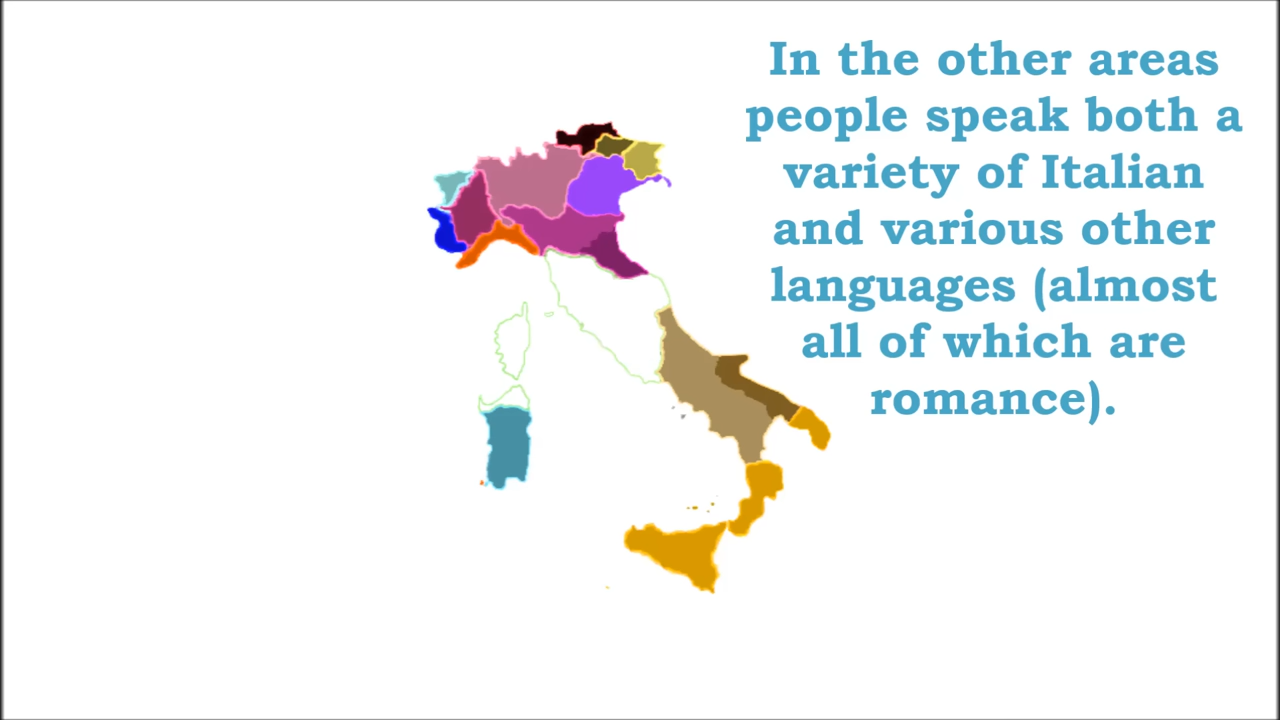 In the other areas
people speak both a
variety of Italian
and various other
languages (almost
all of which are
romance).